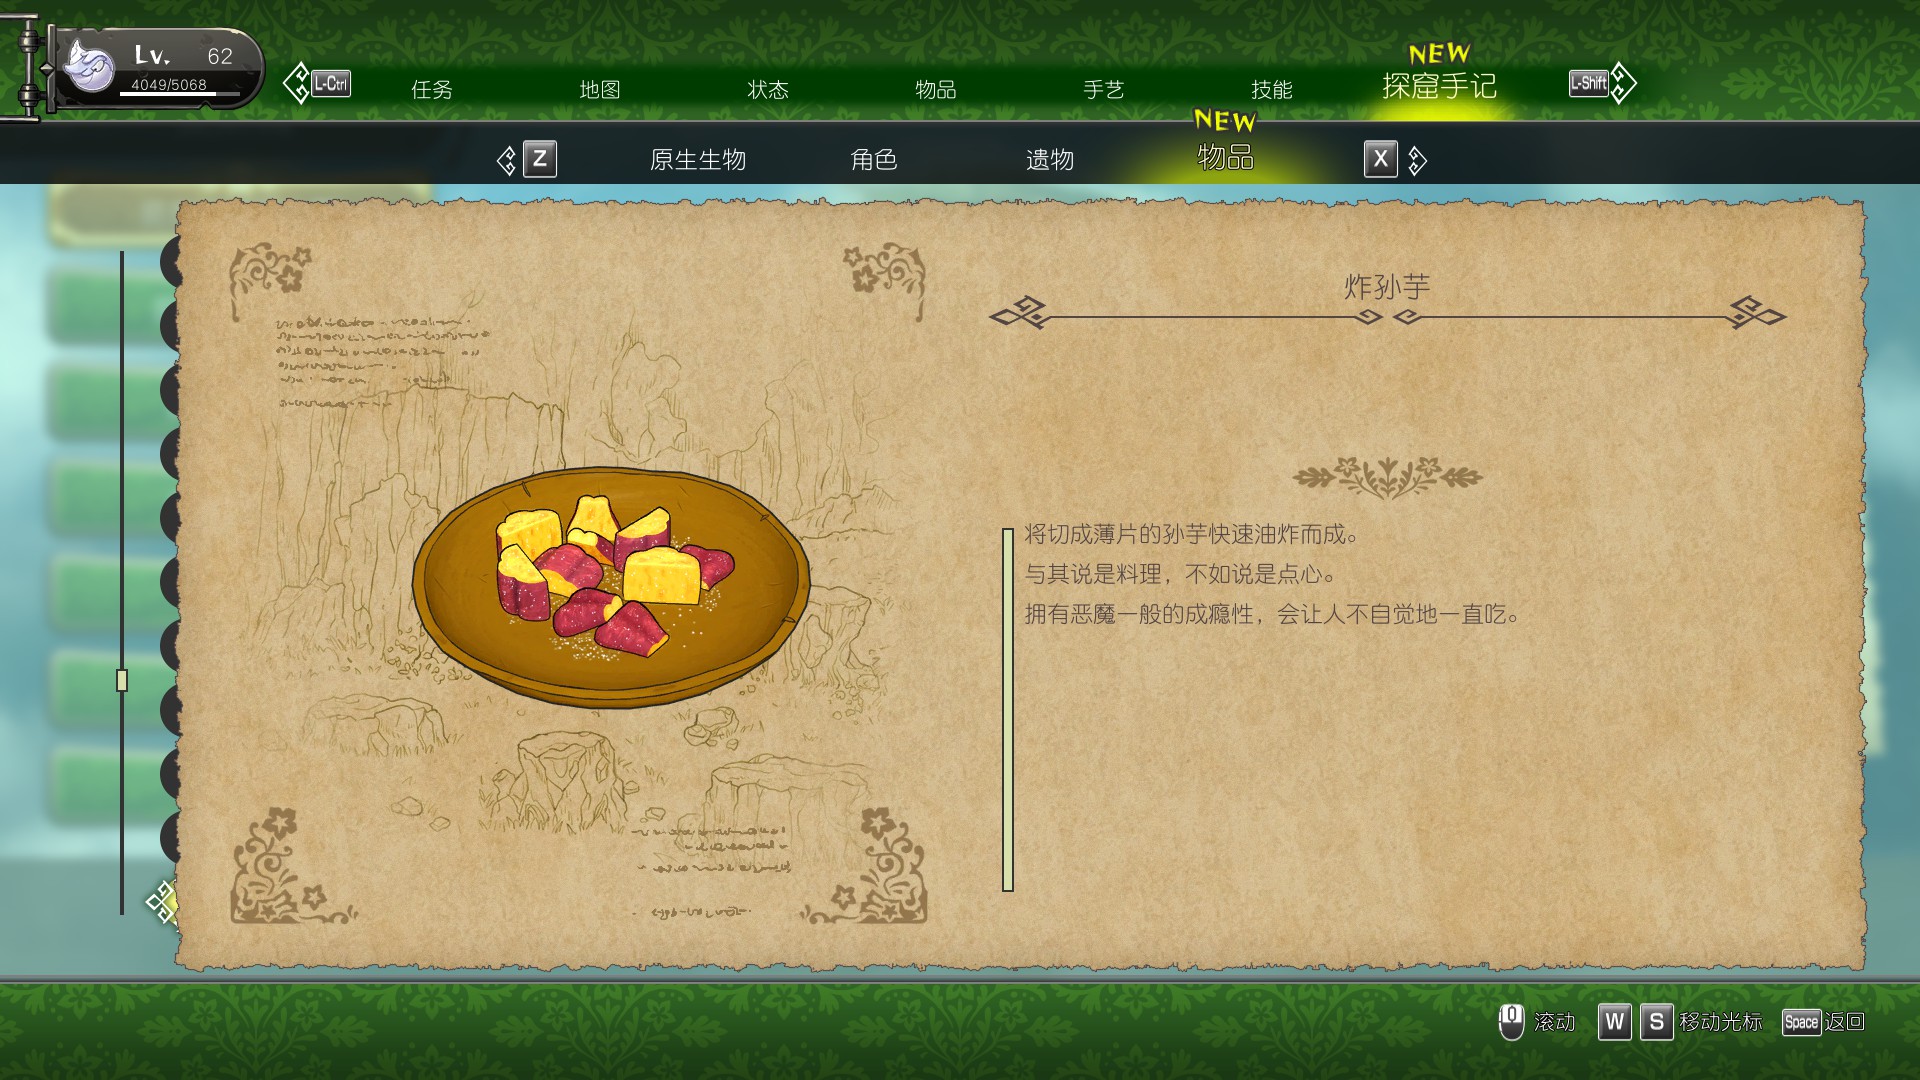 Lv. 62
4049/5068
L-Ctrl 任务 地图 状态 物品 手艺 技能 NEW 探窟手记 L-Shift
Z 原生生物 角色 遗物 NEW 物品 X
炸孙芋
将切成薄片的孙芋快速油炸而成。
与其说是料理，不如说是点心。
拥有恶魔一般的成瘾性，会让人不自觉地一直吃。
滚动 W S 移动光标 Space 返回